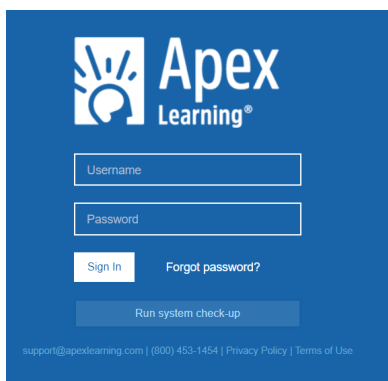 Apex
Learning®
Username
Password
Sign In Forgot password?
Run system check-up
support@apexlearning.com | (800) 453-1454 | Privacy Policy | Terms of Use